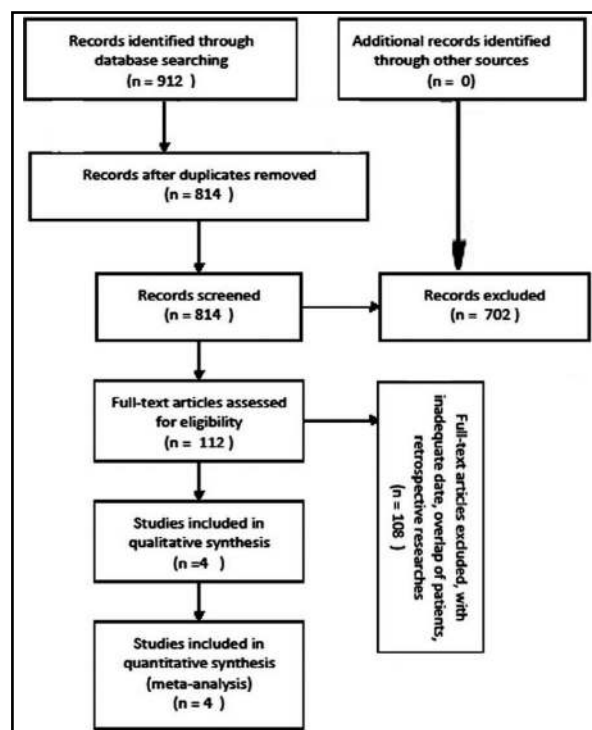 Records identified through
database searching
(n = 912 )
Additional records identified
through other sources
(n = 0)
Records after duplicates removed
(n = 814 )
Records screened
(n = 814 )
Records excluded
(n = 702 )
Full-text articles assessed
for eligibility
(n = 112 )
Full-text articles excluded, with
inadequate date, overlap of patients,
retrospective researches
(n = 108 )
Studies included in
qualitative synthesis
(n =4 )
Studies included in
quantitative synthesis
(meta-analysis)
(n = 4 )